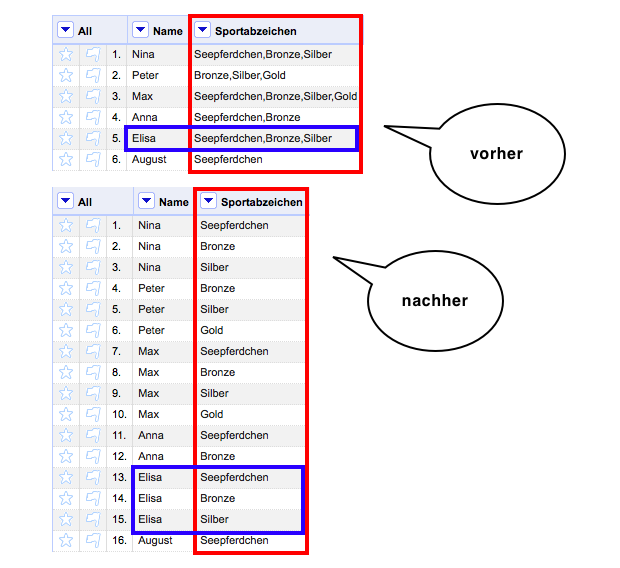 All Name Sportabzeichen
1. Nina Seepferdchen,Bronze,Silber
2. Peter Bronze,Silber,Gold
3. Max Seepferdchen,Bronze,Silber,Gold
4. Anna Seepferdchen,Bronze
5. Elisa Seepferdchen,Bronze,Silber
6. August Seepferdchen
vorher
All Name Sportabzeichen
1. Nina Seepferdchen
2. Nina Bronze
3. Nina Silber
4. Peter Bronze
5. Peter Silber
6. Peter Gold
7. Max Seepferdchen
8. Max Bronze
9. Max Silber
10. Max Gold
11. Anna Seepferdchen
12. Anna Bronze
13. Elisa Seepferdchen
14. Elisa Bronze
15. Elisa Silber
16. August Seepferdchen
nachher